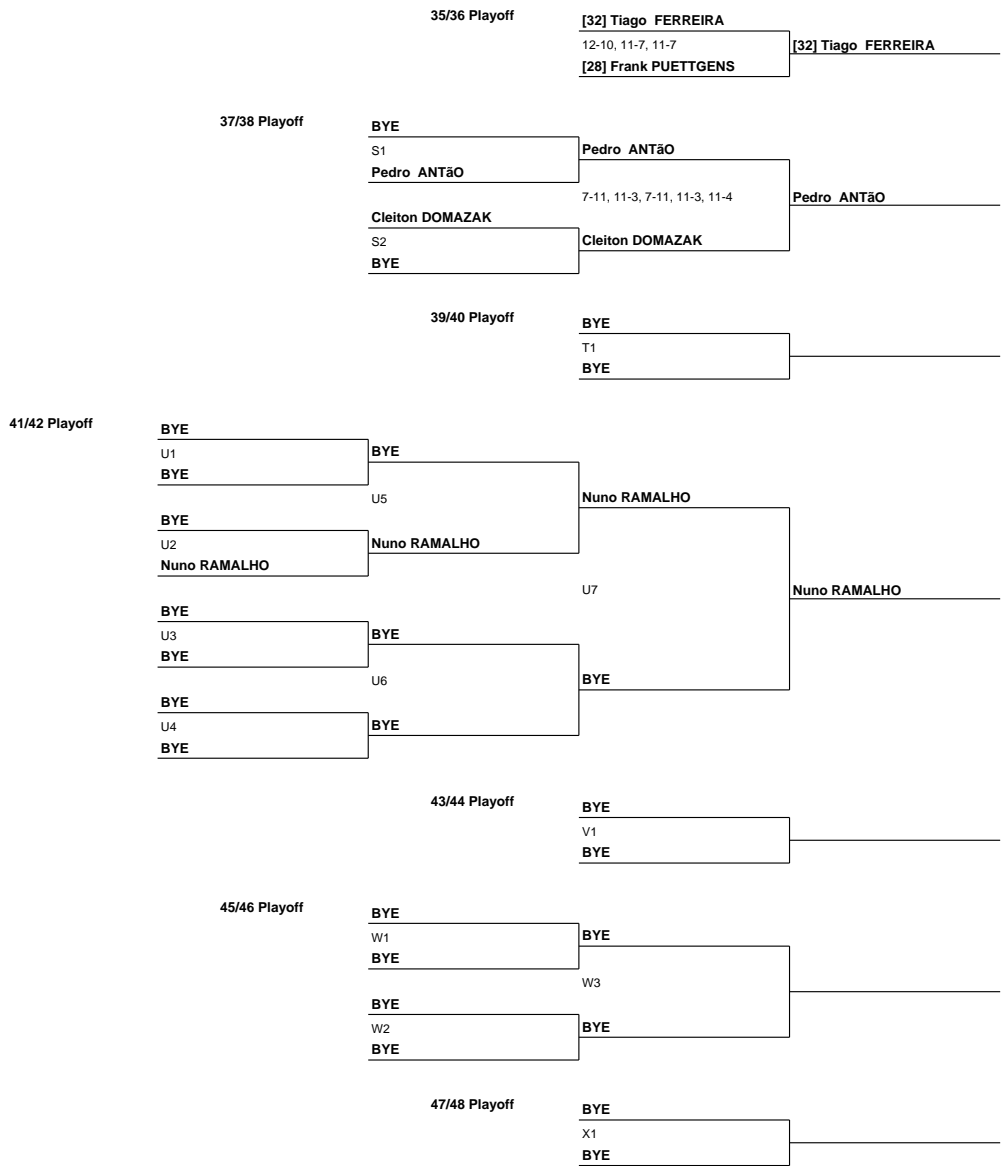 35/36 Playoff
[32] Tiago FERREIRA
12-10, 11-7, 11-7
[32] Tiago FERREIRA
[28] Frank PUETTGENS
37/38 Playoff
BYE
S1
Pedro ANTãO
Pedro ANTãO
7-11, 11-3, 7-11, 11-3, 11-4
Pedro ANTãO
Cleiton DOMAZAK
S2
Cleiton DOMAZAK
BYE
39/40 Playoff
BYE
T1
BYE
41/42 Playoff
BYE
U1
BYE
BYE
U5
Nuno RAMALHO
BYE
U2
Nuno RAMALHO
Nuno RAMALHO
U7
Nuno RAMALHO
BYE
U3
BYE
BYE
U6
BYE
BYE
U4
BYE
BYE
43/44 Playoff
BYE
V1
BYE
45/46 Playoff
BYE
W1
BYE
BYE
W3
BYE
W2
BYE
BYE
47/48 Playoff
BYE
X1
BYE